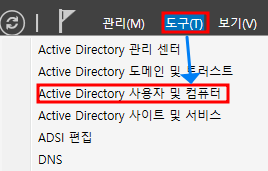 관리(M) 도구(T) 보기(V)
Active Directory 관리 센터
Active Directory 도메인 및 트러스트
Active Directory 사용자 및 컴퓨터
Active Directory 사이트 및 서비스
ADSI 편집
DNS